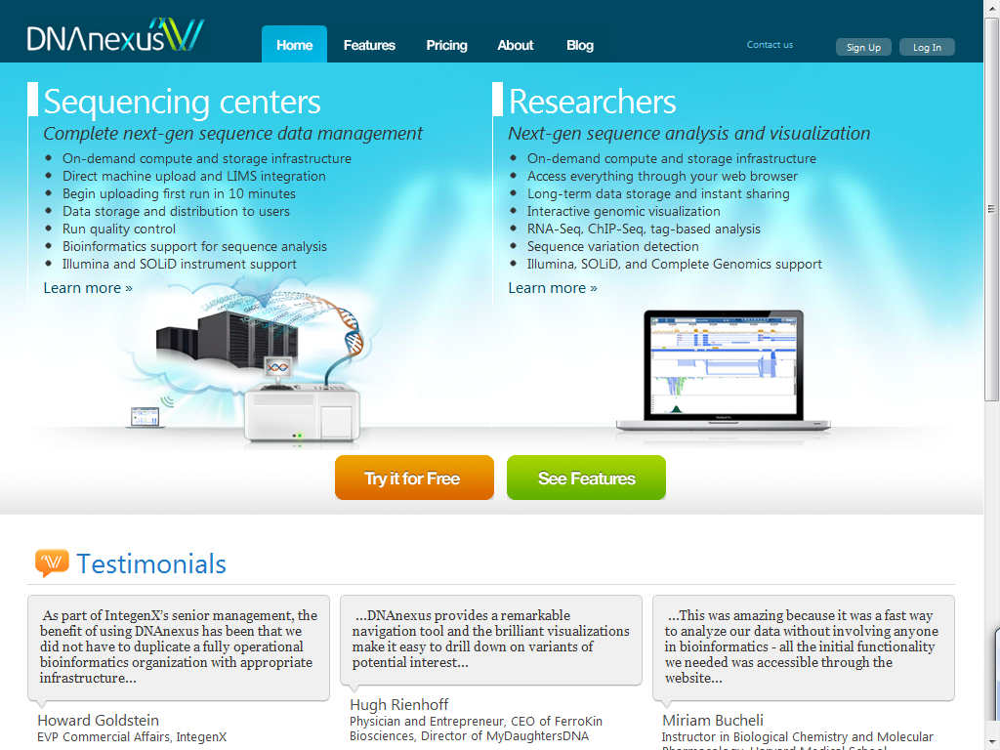 DNAnexus
Home Features Pricing About Blog Contact us Sign Up Log In
Sequencing centers
Complete next-gen sequence data management
On-demand compute and storage infrastructure
Direct machine upload and LIMS integration
Begin uploading first run in 10 minutes
Data storage and distribution to users
Run quality control
Bioinformatics support for sequence analysis
Illumina and SOLiD instrument support
Learn more »
Researchers
Next-gen sequence analysis and visualization
On-demand compute and storage infrastructure
Access everything through your web browser
Long-term data storage and instant sharing
Interactive genomic visualization
RNA-Seq, ChIP-Seq, tag-based analysis
Sequence variation detection
Illumina, SOLiD, and Complete Genomics support
Learn more »
Try it for Free
See Features
Testimonials
As part of IntegenX's senior management, the
benefit of using DNAnexus has been that we
did not have to duplicate a fully operational
bioinformatics organization with appropriate
infrastructure...
Howard Goldstein
EVP Commercial Affairs, IntegenX
...DNAnexus provides a remarkable
navigation tool and the brilliant visualizations
make it easy to drill down on variants of
potential interest...
Hugh Rienhoff
Physician and Entrepreneur, CEO of FerroKin
Biosciences, Director of MyDaughtersDNA
...This was amazing because it was a fast way
to analyze our data without involving anyone
in bioinformatics - all the initial functionality
we needed was accessible through the
website...
Miriam Bucheli
Instructor in Biological Chemistry and Molecular
Pharmacology, Harvard Medical School